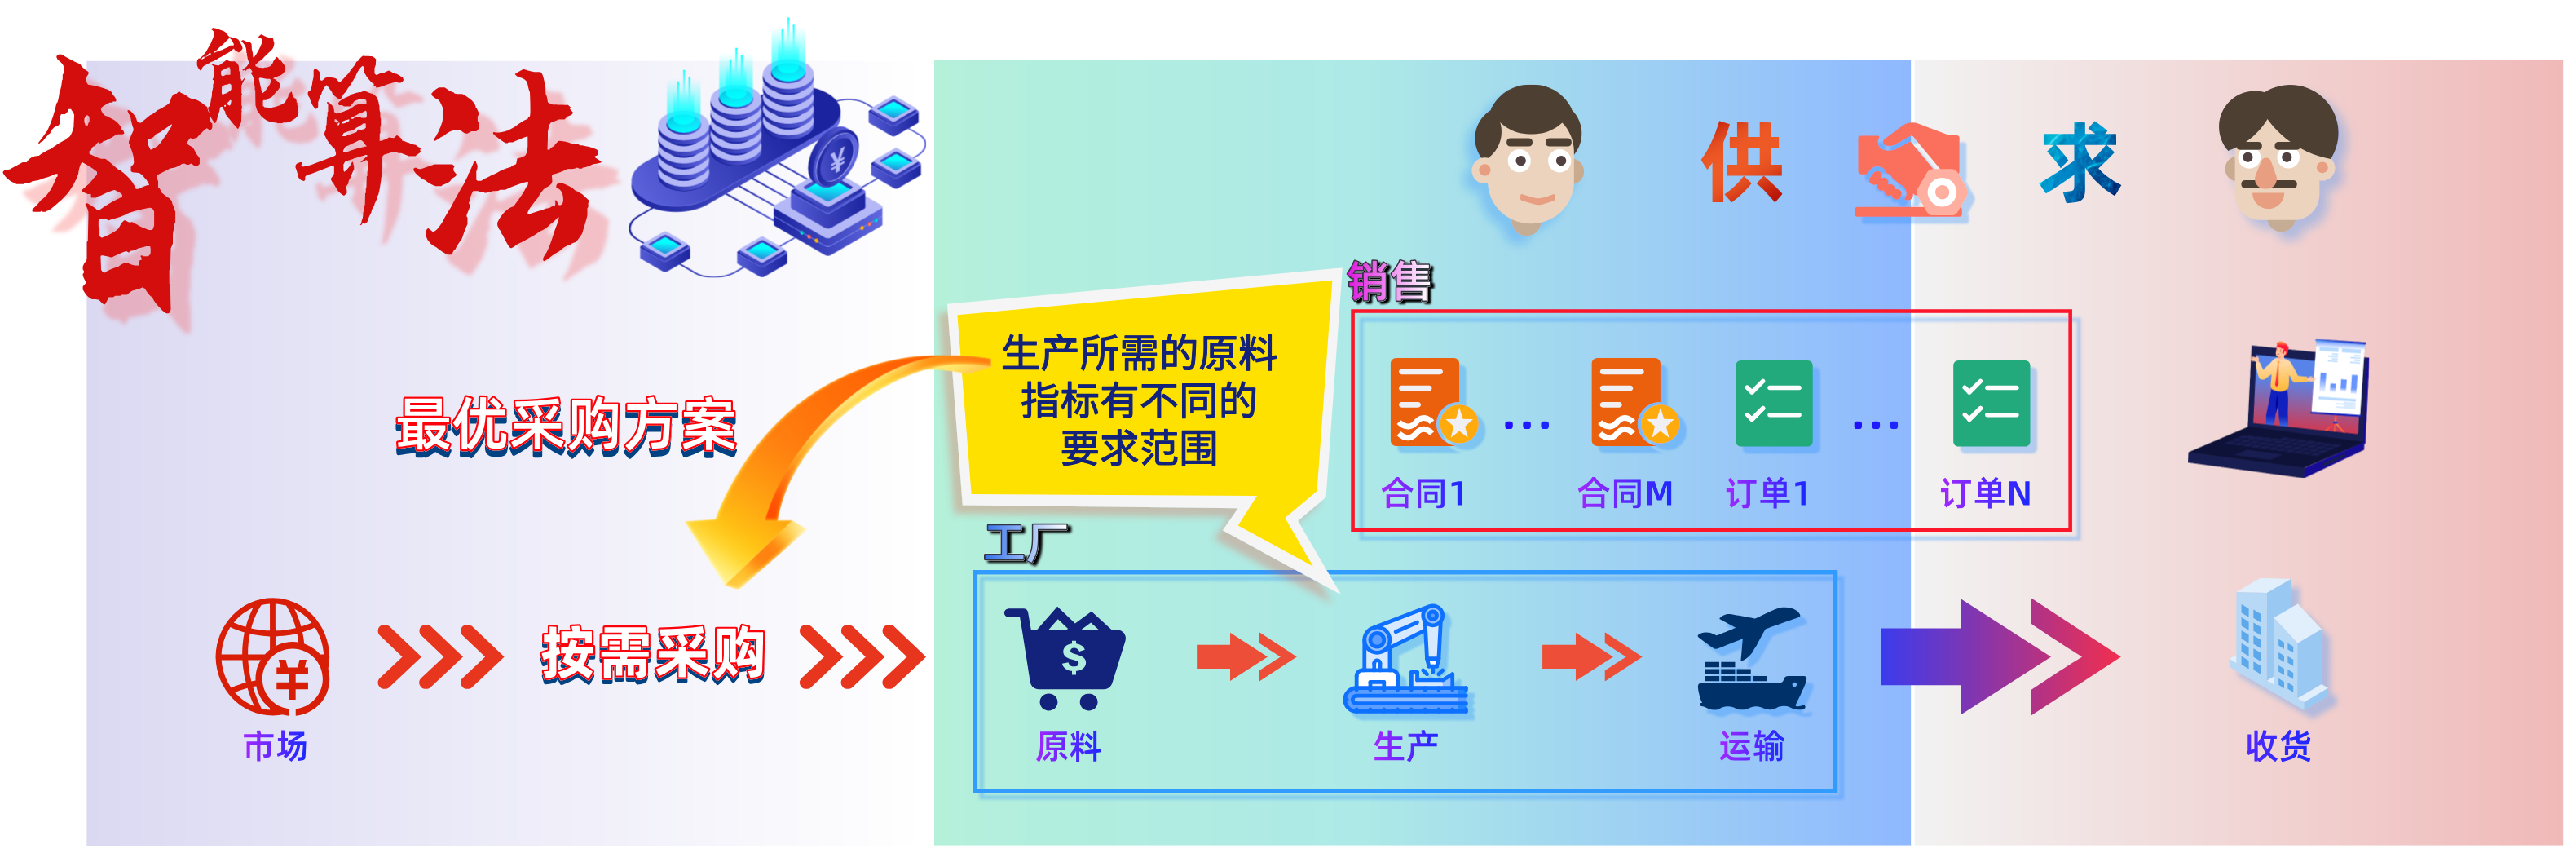 智能算法
供
求
销售
生产所需的原料
指标有不同的
要求范围
最优采购方案
合同1
...
合同M
订单1
...
订单N
工厂
¥
$
按需采购
市场
原料
生产
运输
收货